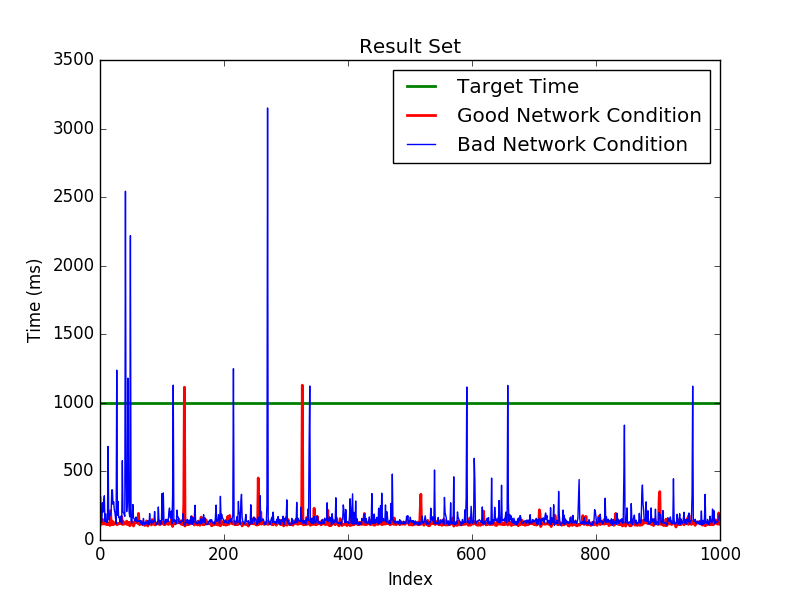 Result Set
3500
3000
2500
2000
1500
1000
500
0
Time (ms)
Target Time
Good Network Condition
Bad Network Condition
0 200 400 600 800 1000
Index